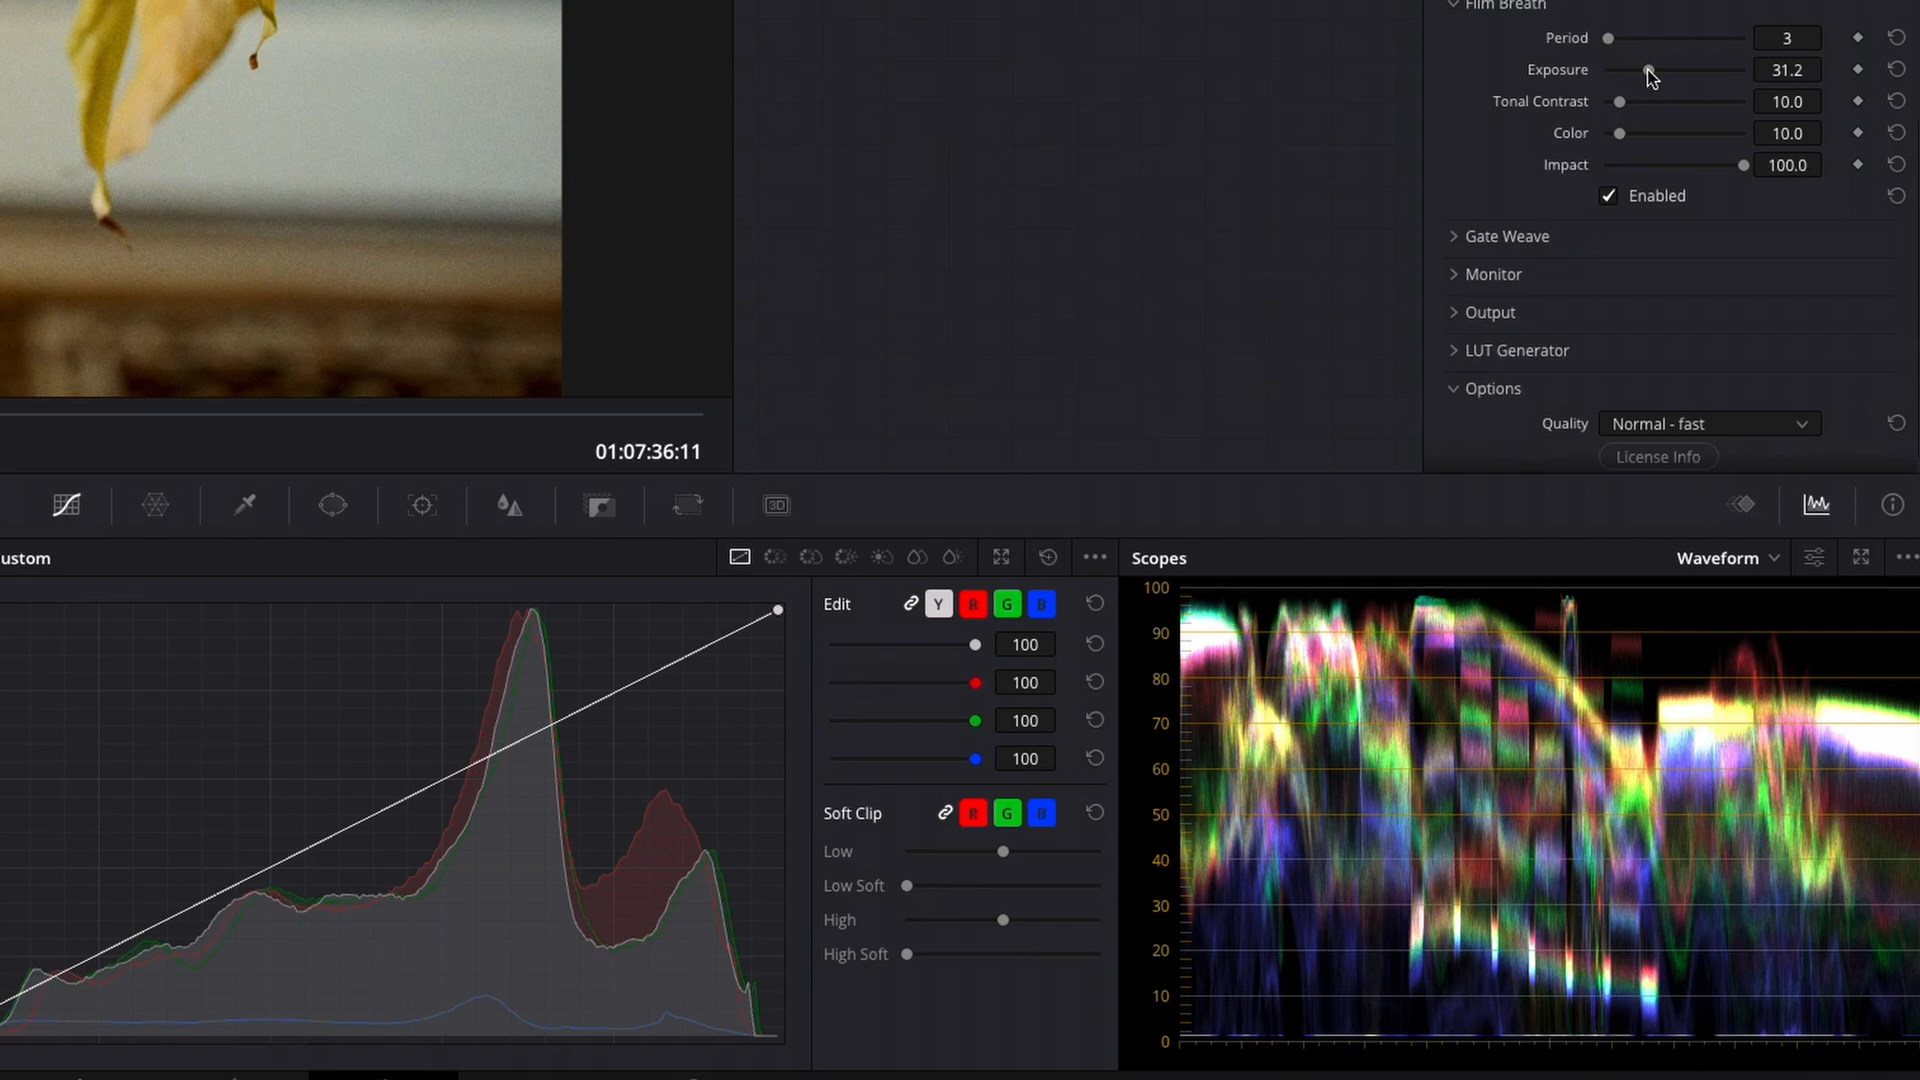 Film Breath
Period 3
Exposure 31.2
Tonal Contrast 10.0
Color 10.0
Impact 100.0
Enabled
Gate Weave
Monitor
Output
LUT Generator
Options
Quality Normal - fast
License Info
01:07:36:11
3D
ustom
Edit Y R G B
100
100
100
100
Soft Clip R G B
Low
Low Soft
High
High Soft
Scopes Waveform
100
90
80
70
60
50
40
30
20
10
0